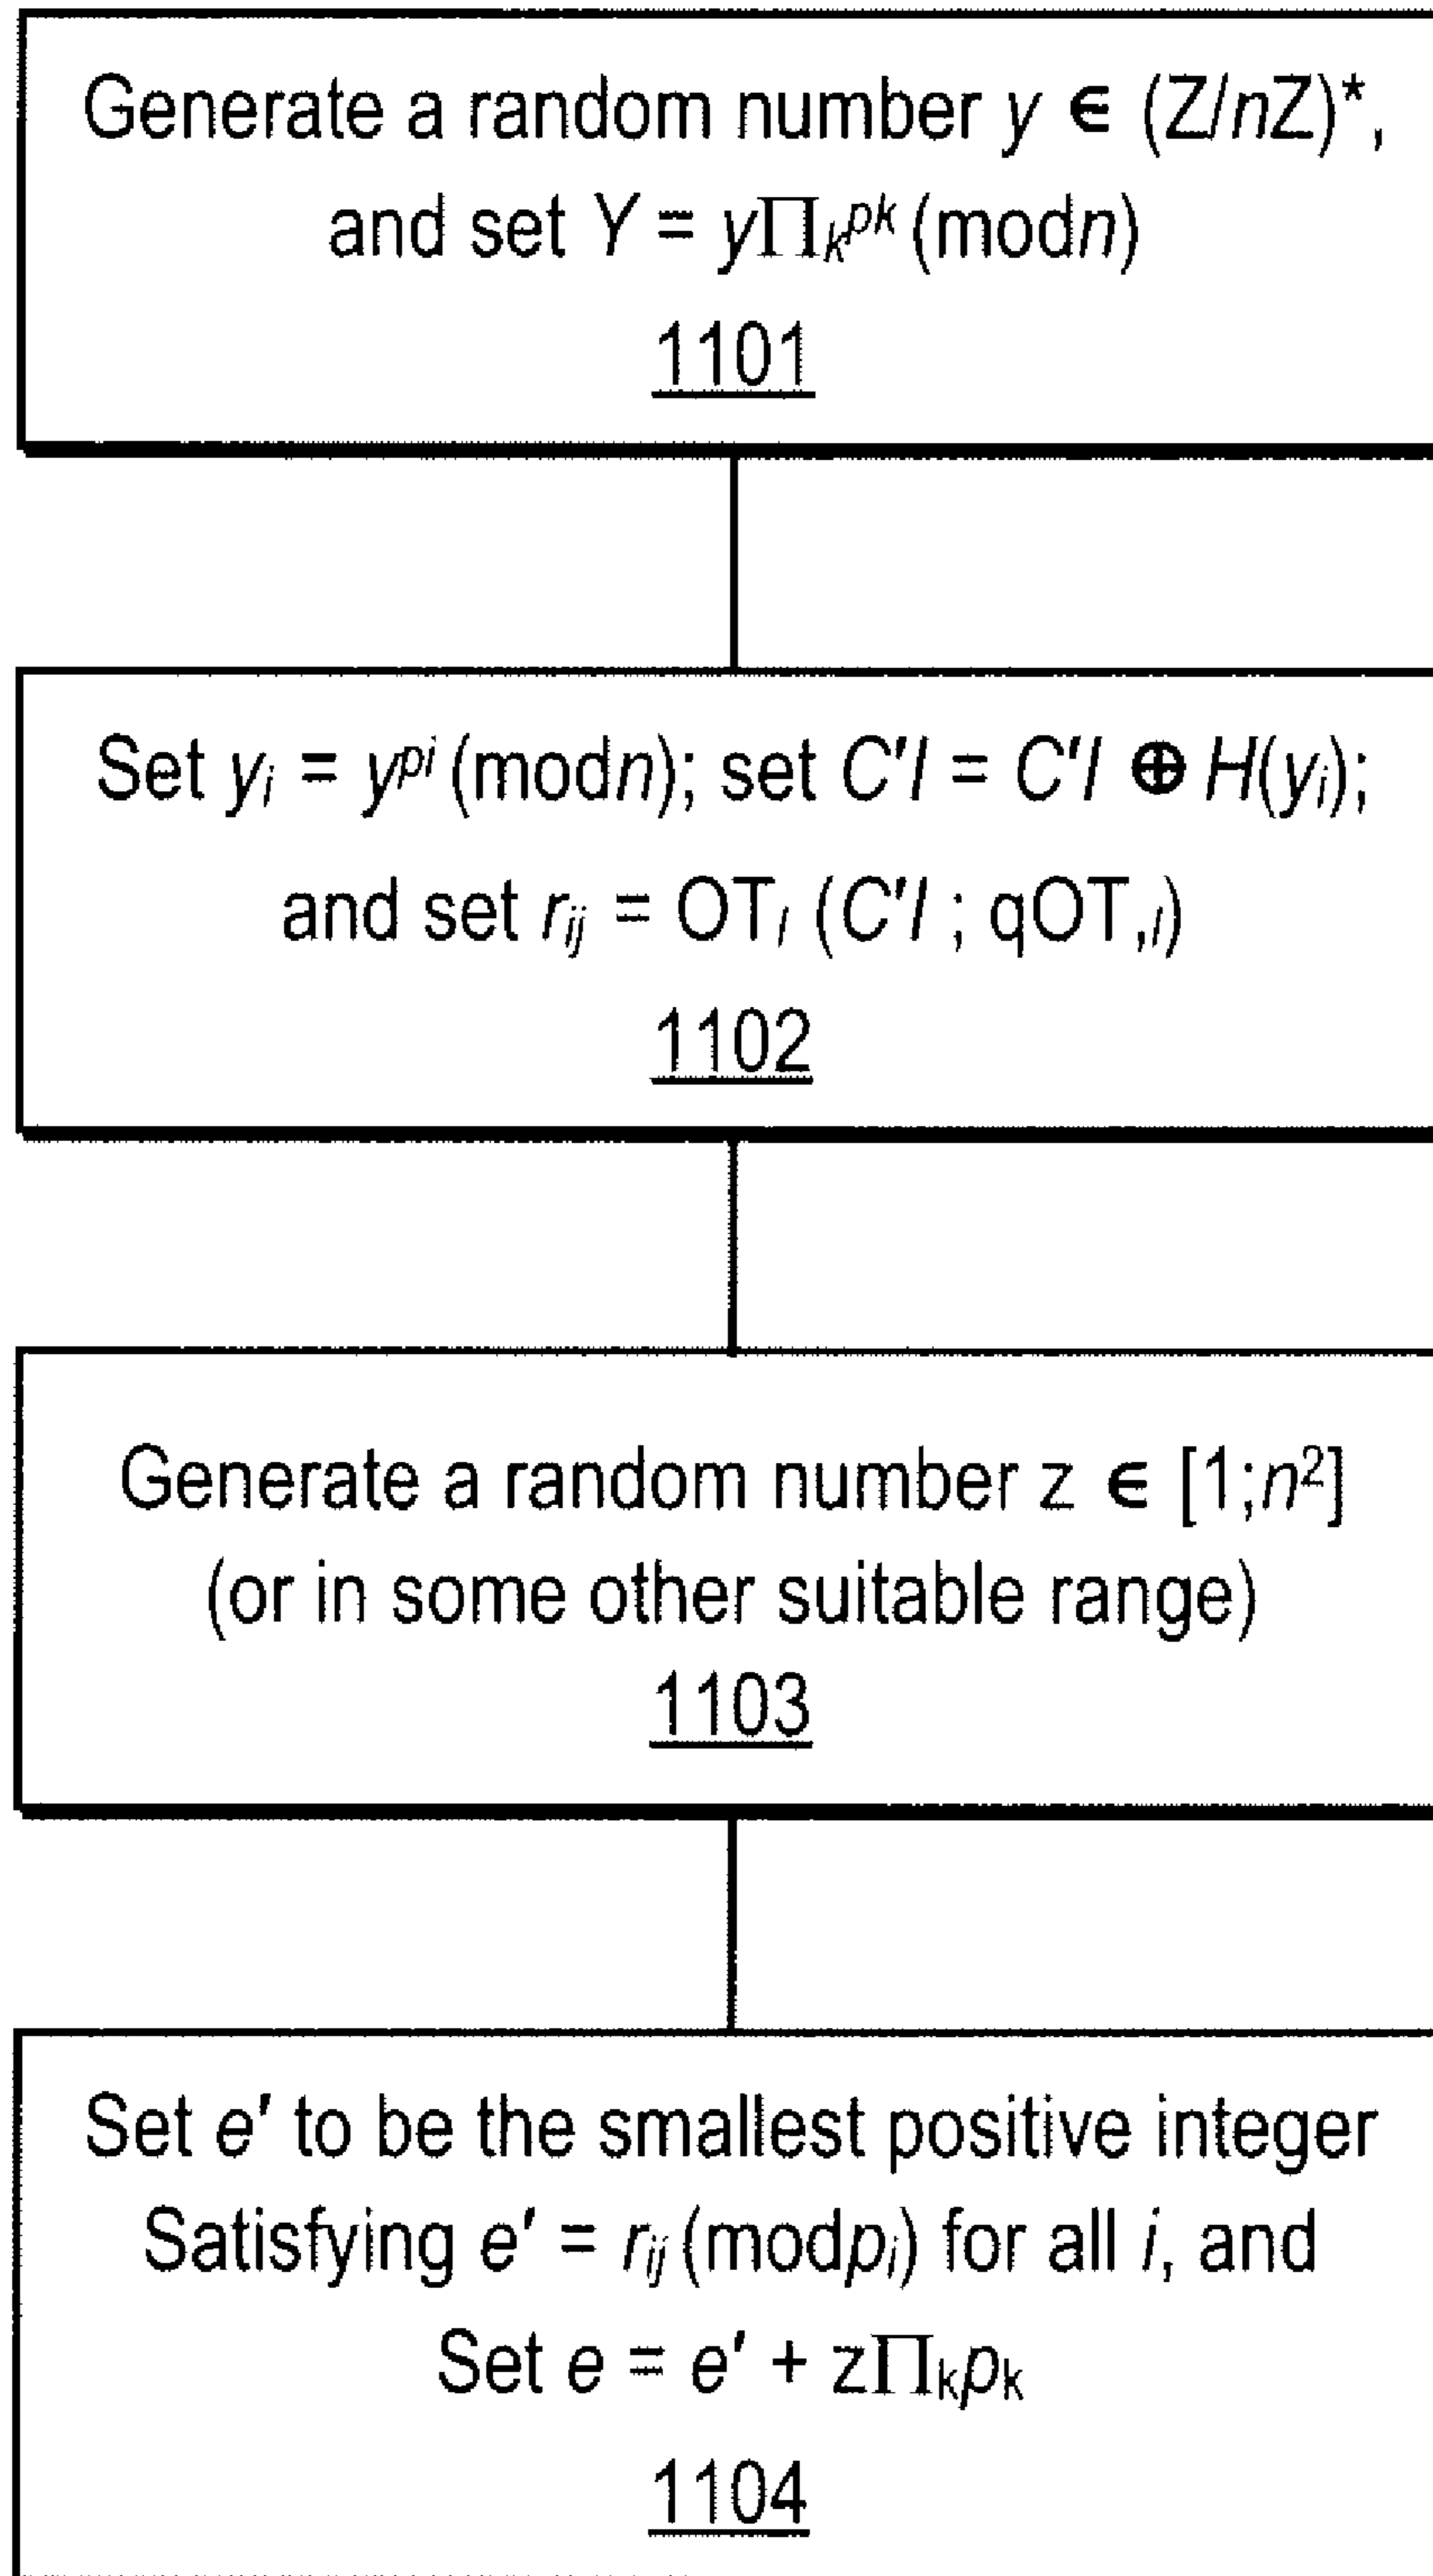 Generate a random number y ∈ (Z/nZ)*,
and set Y = y∏ₖᵖᵏ (modn)
1101
Set yᵢ = yᵖⁱ (modn); set C'I = C'I ⊕ H(yᵢ);
and set rᵢⱼ = OTₗ (C'I ; qOT,ₗ)
1102
Generate a random number z ∈ [1;n²]
(or in some other suitable range)
1103
Set e' to be the smallest positive integer
Satisfying e' = rᵢⱼ (modpᵢ) for all i, and
Set e = e' + z∏ₖpₖ
1104